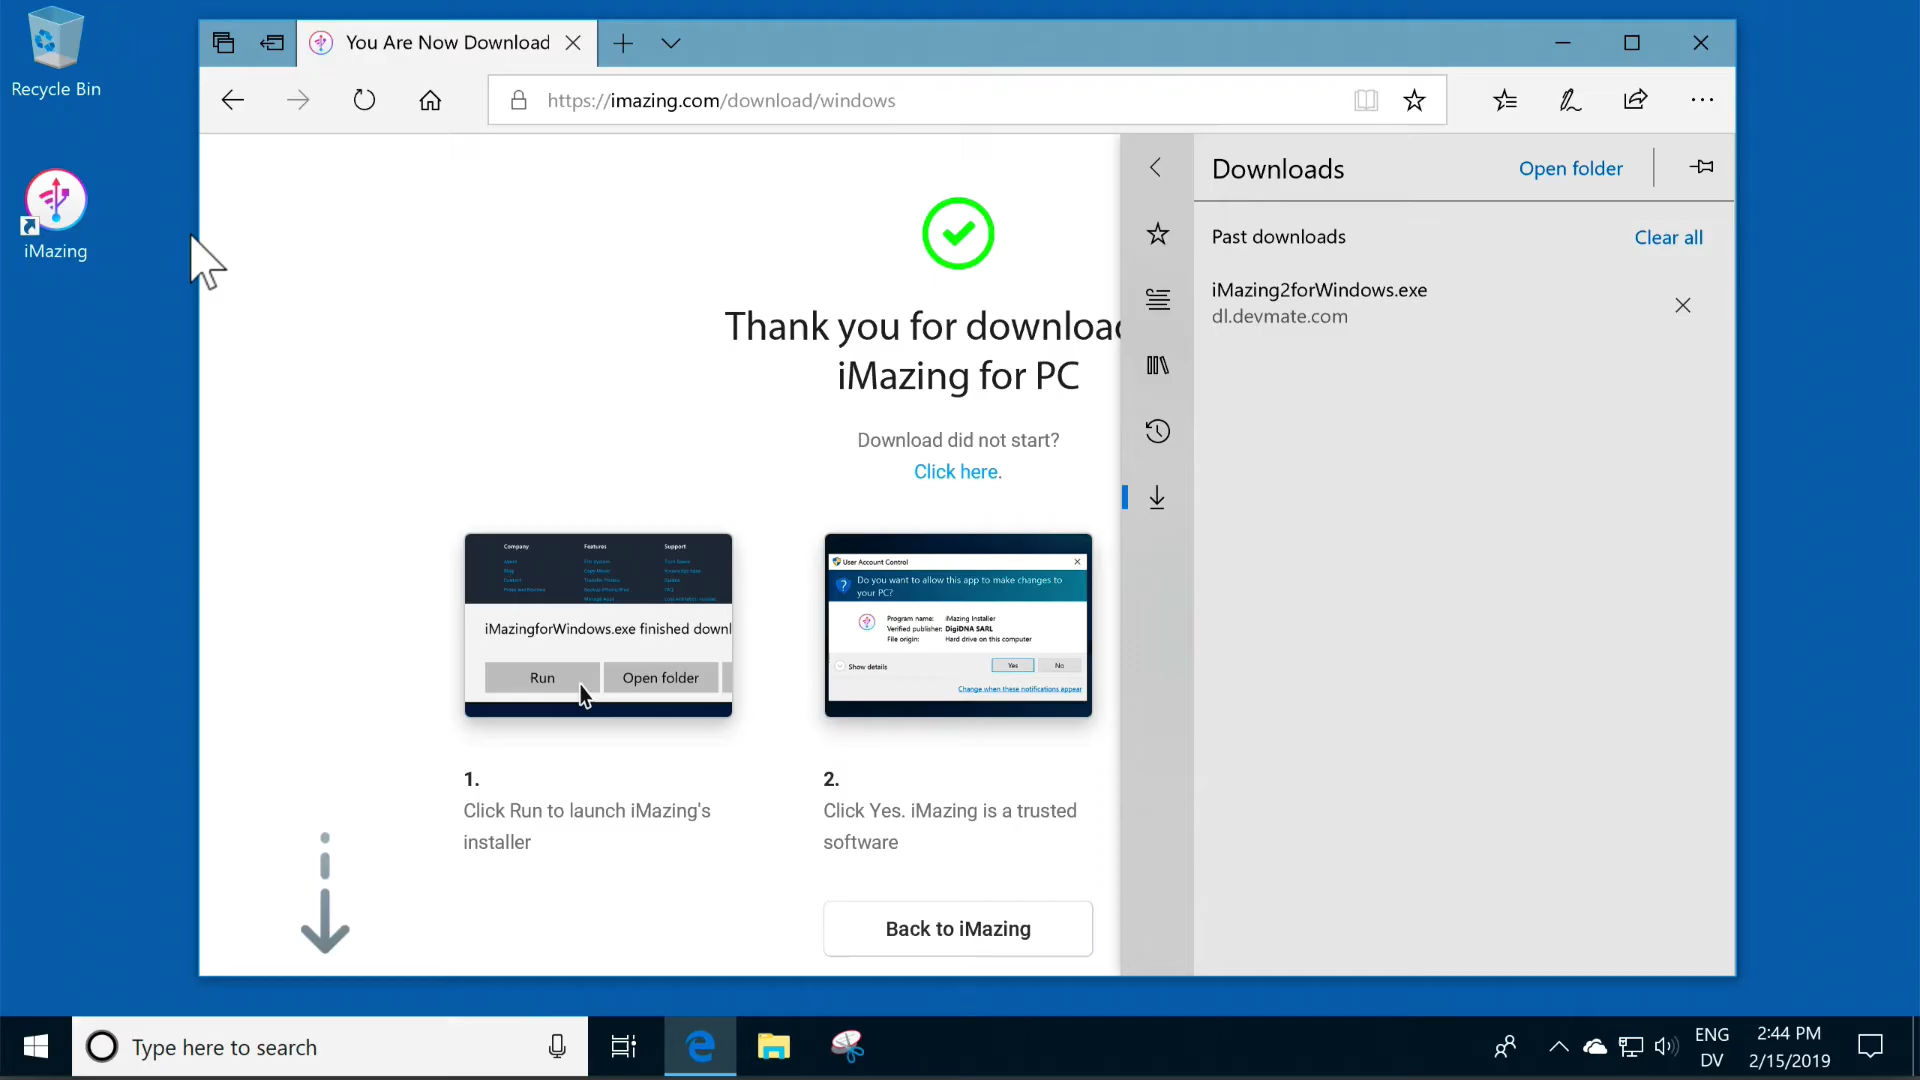 Recycle Bin
iMazing
You Are Now Download
https://imazing.com/download/windows
Thank you for downloa
iMazing for PC
Download did not start?
Click here.
Company
Features
Support
iMazingforWindows.exe finished downl
Run
Open folder
User Account Control
Do you want to allow this app to make changes to
your PC?
Program name: iMazing Installer
Verified publisher: DigiDNA SARL
File origin: Hard drive on this computer
Show details
Yes
No
Change when these notifications appear
1.
Click Run to launch iMazing's
installer
2.
Click Yes. iMazing is a trusted
software
Back to iMazing
Downloads
Open folder
Past downloads
Clear all
iMazing2forWindows.exe
dl.devmate.com
Type here to search
ENG
DV
2:44 PM
2/15/2019